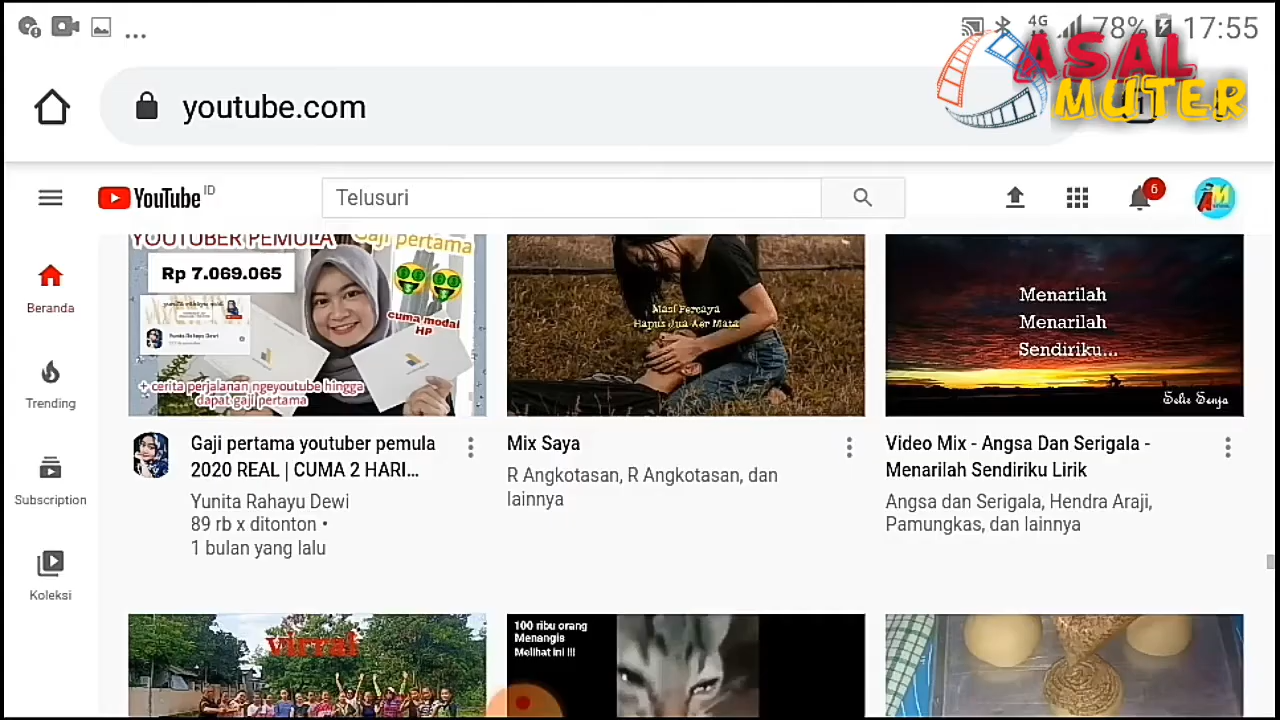 ...
4G
78%
17:55
ASAL
MUTER
youtube.com
YouTube ID
Telusuri
6
Beranda
Trending
Subscription
Koleksi
YOUTUBER PEMULA
Gaji pertama
Rp 7.069.065
cuma modal
HP
+ cerita perjalanan ngeyoutube hingga
dapat gaji pertama
Masi Percaya
Hapus Jua Aer Mata
Menarilah
Menarilah
Sendiriku...
Selir Senja
Gaji pertama youtuber pemula
2020 REAL | CUMA 2 HARI...
Yunita Rahayu Dewi
89 rb x ditonton •
1 bulan yang lalu
Mix Saya
R Angkotasan, R Angkotasan, dan
lainnya
Video Mix - Angsa Dan Serigala -
Menarilah Sendiriku Lirik
Angsa dan Serigala, Hendra Araji,
Pamungkas, dan lainnya
virral
100 ribu orang
Menangis
Melihat ini !!!